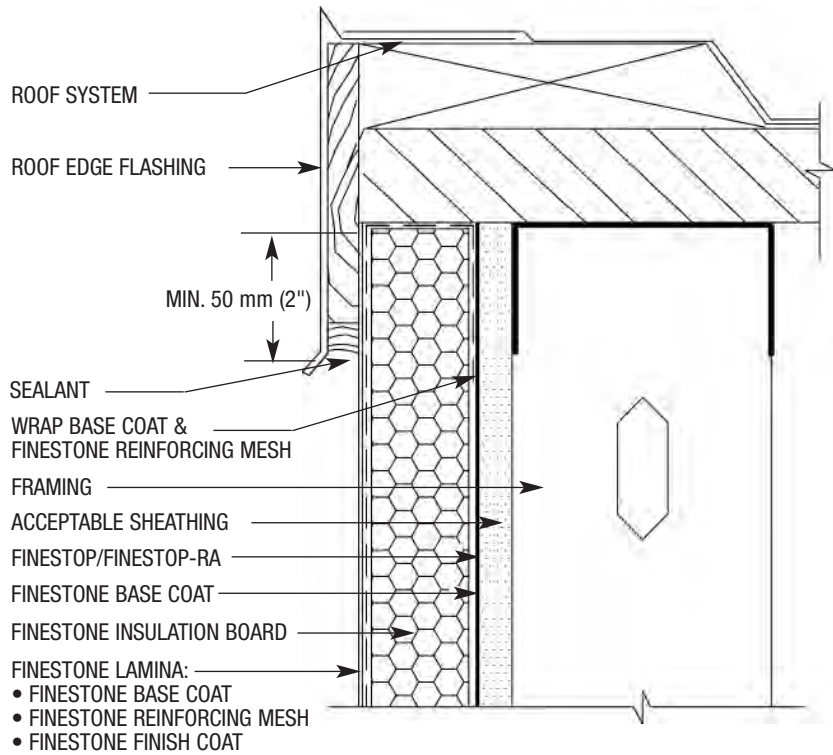 ROOF SYSTEM
ROOF EDGE FLASHING
MIN. 50 mm (2")
SEALANT
WRAP BASE COAT &
FINESTONE REINFORCING MESH
FRAMING
ACCEPTABLE SHEATHING
FINESTOP/FINESTOP-RA
FINESTONE BASE COAT
FINESTONE INSULATION BOARD
FINESTONE LAMINA:
• FINESTONE BASE COAT
• FINESTONE REINFORCING MESH
• FINESTONE FINISH COAT